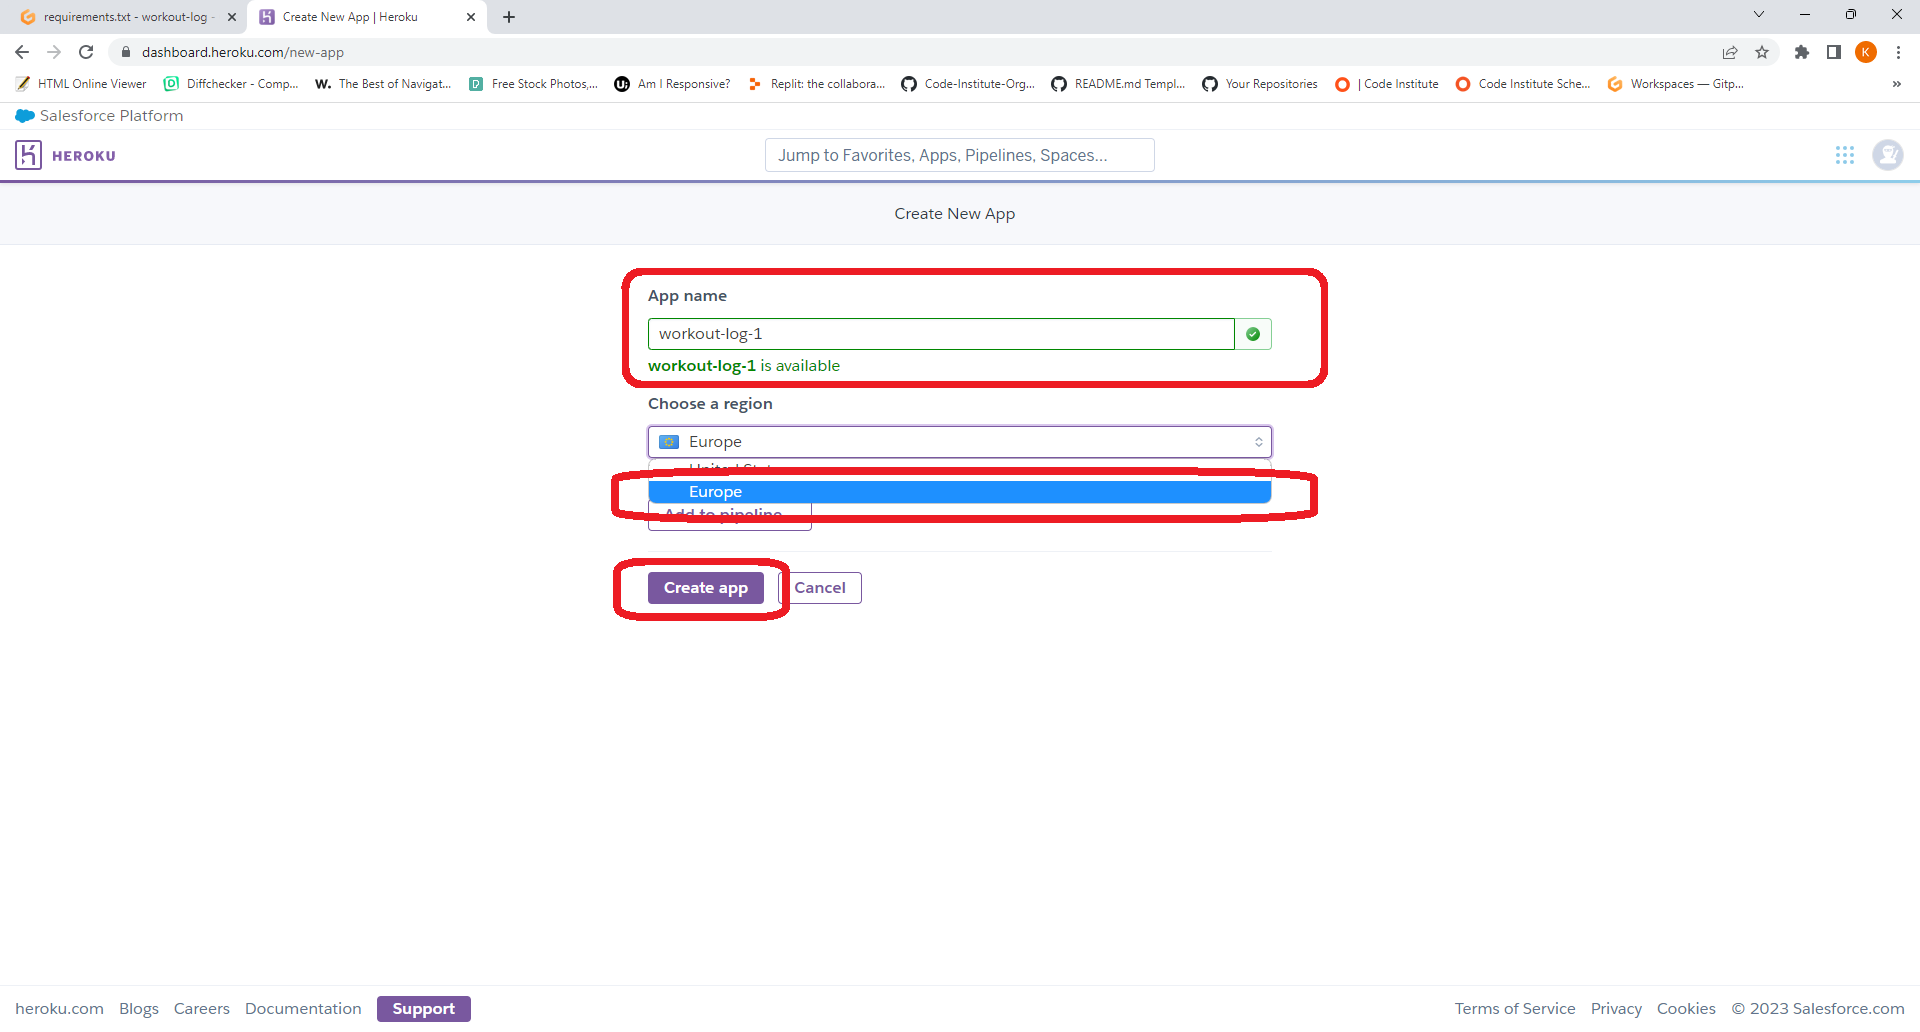 requirements.txt - workout-log -
Create New App | Heroku
dashboard.heroku.com/new-app
K
HTML Online Viewer
Diffchecker - Comp...
W. The Best of Navigat...
Free Stock Photos,...
Am I Responsive?
Replit: the collabora...
Code-Institute-Org...
README.md Templ...
Your Repositories
| Code Institute
Code Institute Sche...
Workspaces — Gitp...
»
Salesforce Platform
HEROKU
Jump to Favorites, Apps, Pipelines, Spaces...
Create New App
App name
workout-log-1
workout-log-1 is available
Choose a region
Europe
Europe
Add to pipeline
Create app
Cancel
heroku.com
Blogs
Careers
Documentation
Support
Terms of Service
Privacy
Cookies
© 2023 Salesforce.com